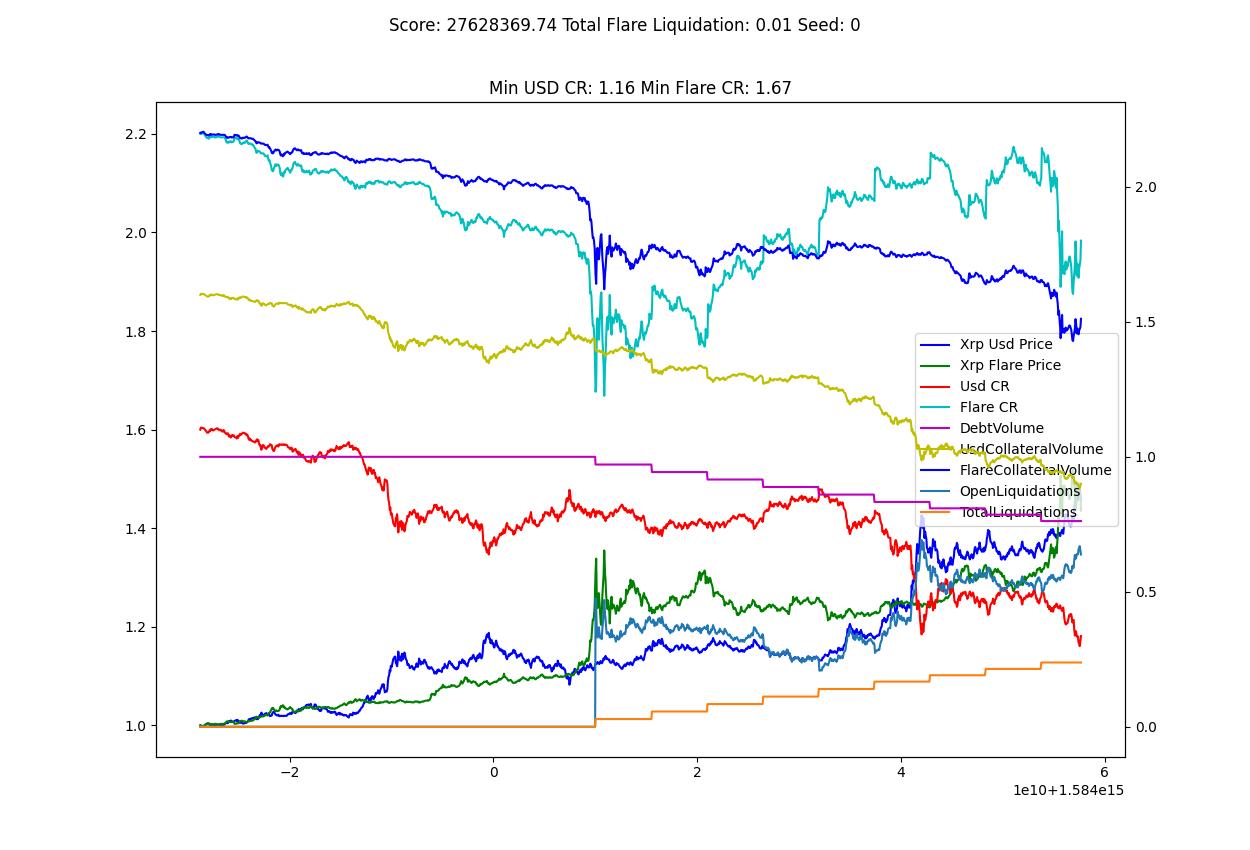 Score: 27628369.74 Total Flare Liquidation: 0.01 Seed: 0
Min USD CR: 1.16 Min Flare CR: 1.67
2.2
2.0
1.8
1.6
1.4
1.2
1.0
2.0
1.5
1.0
0.5
0.0
Xrp Usd Price
Xrp Flare Price
Usd CR
Flare CR
DebtVolume
UsdCollateralVolume
FlareCollateralVolume
OpenLiquidations
TotalLiquidations
−2 0 2 4 6
1e10+1.584e15